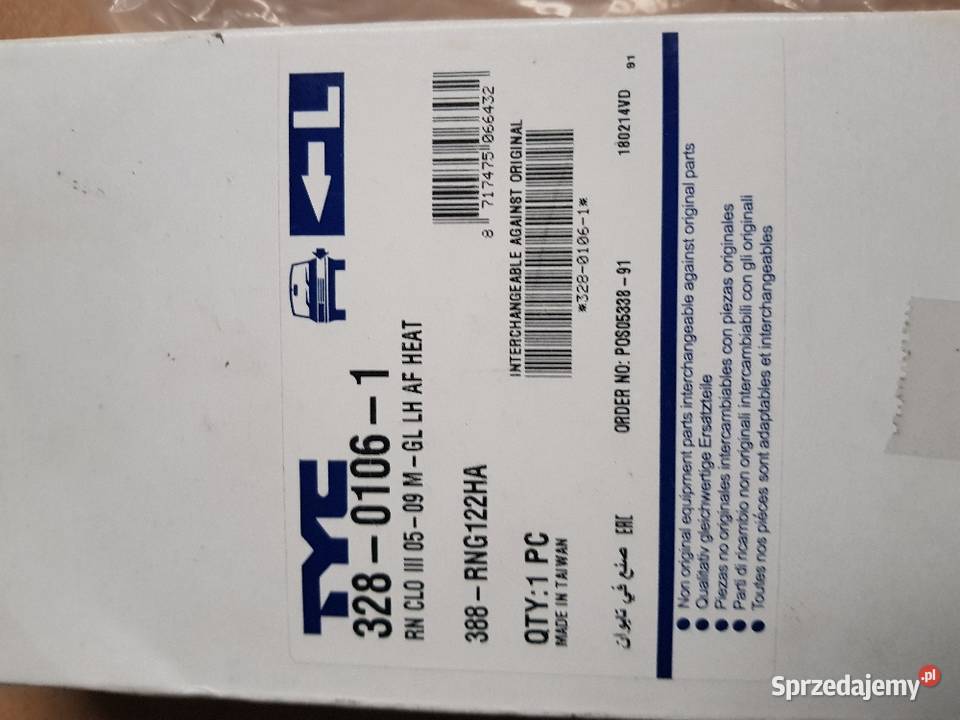 TYC
L
328-0106-1
RN CLO III 05-09 M-GL LH AF HEAT
388-RNG122HA
8 717475 066432
INTERCHANGEABLE AGAINST ORIGINAL
*328-0106-1*
QTY:1 PC
MADE IN TAIWAN
صنع في تايوان EAC ORDER NO: POS05338-91 180214VD 91
Non original equipment parts interchangeable against original parts
Qualitativ gleichwertige Ersatzteile
Piezas no originales intercambiables con piezas originales
Parti di ricambio non originali intercambiabili con gli originali
Toutes nos piéces sont adaptables et interchangeables
Sprzedajemy.pl